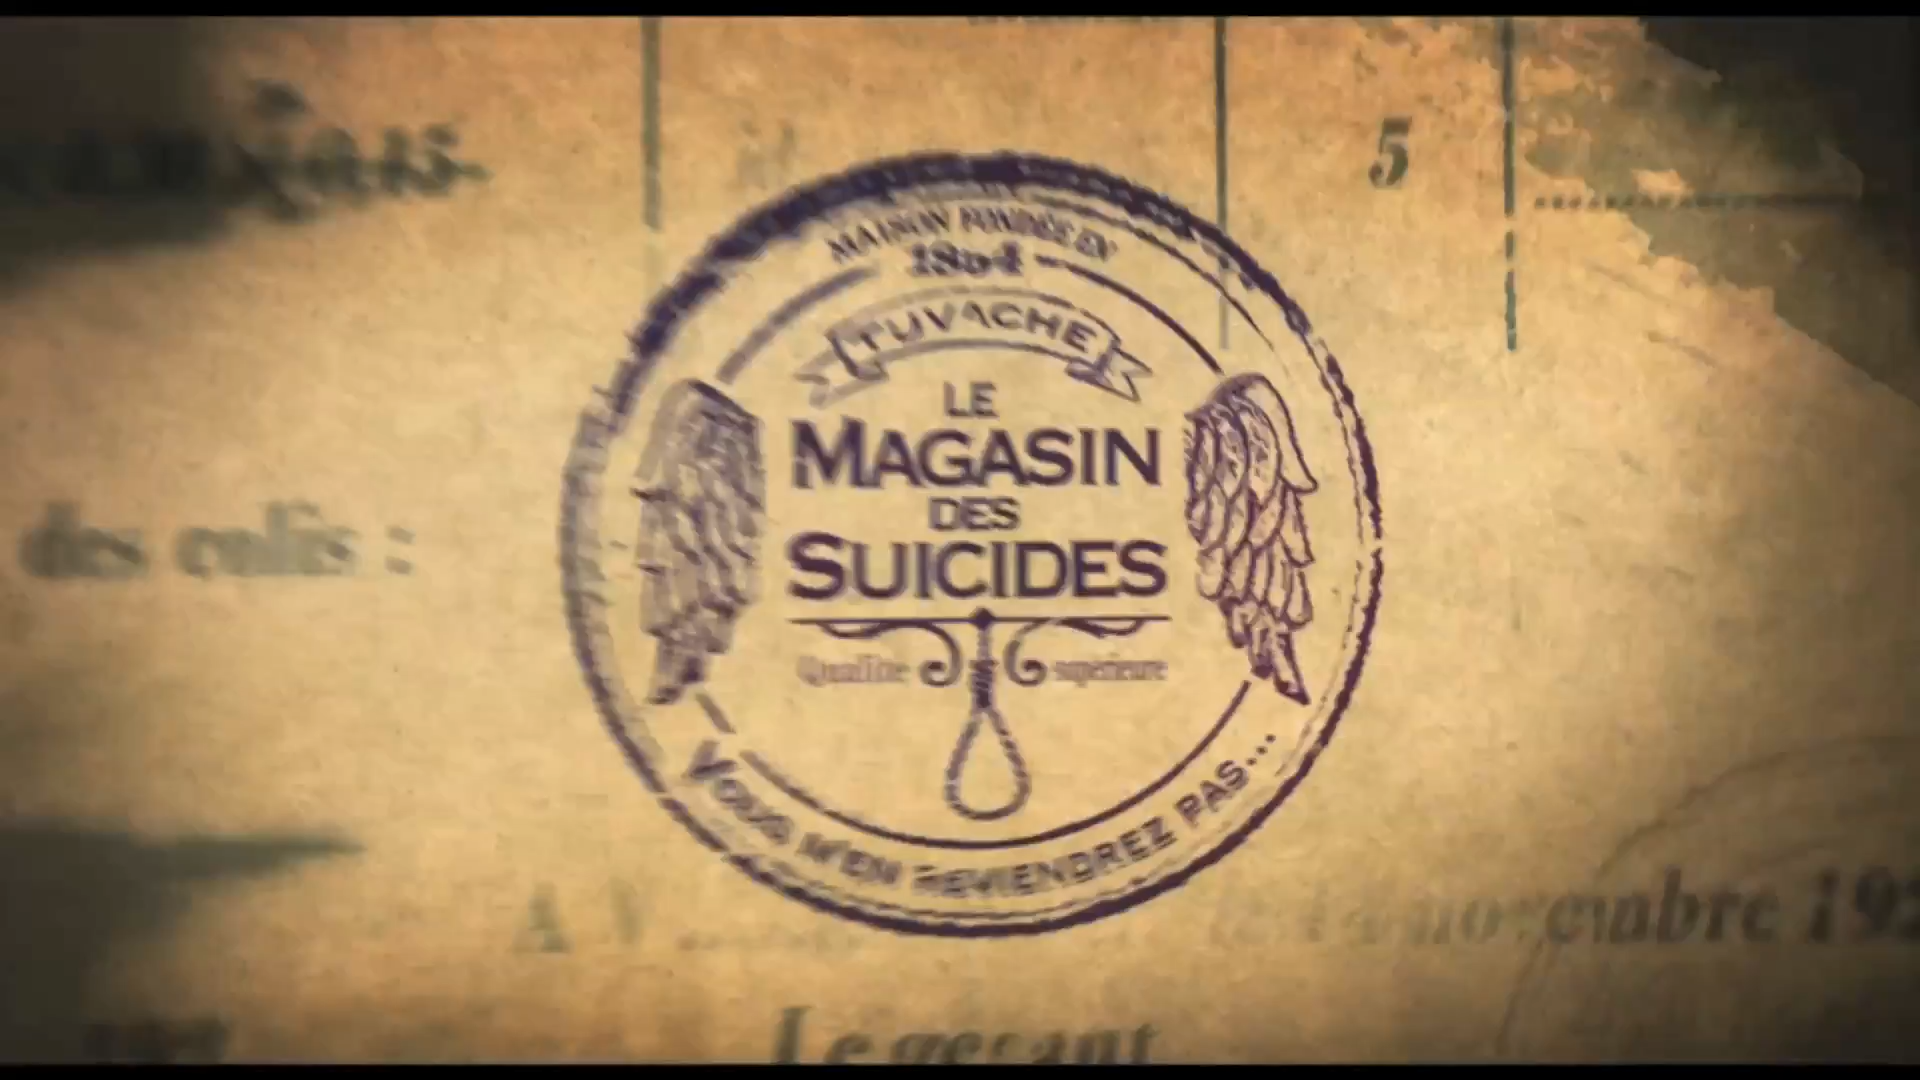 5
MAISON FONDÉE EN
TUVACHE
LE
MAGASIN
DES
SUICIDES
Qualité supérieure
VOUS N'EN REVIENDREZ PAS...
des colis :
novembre
Le gérant